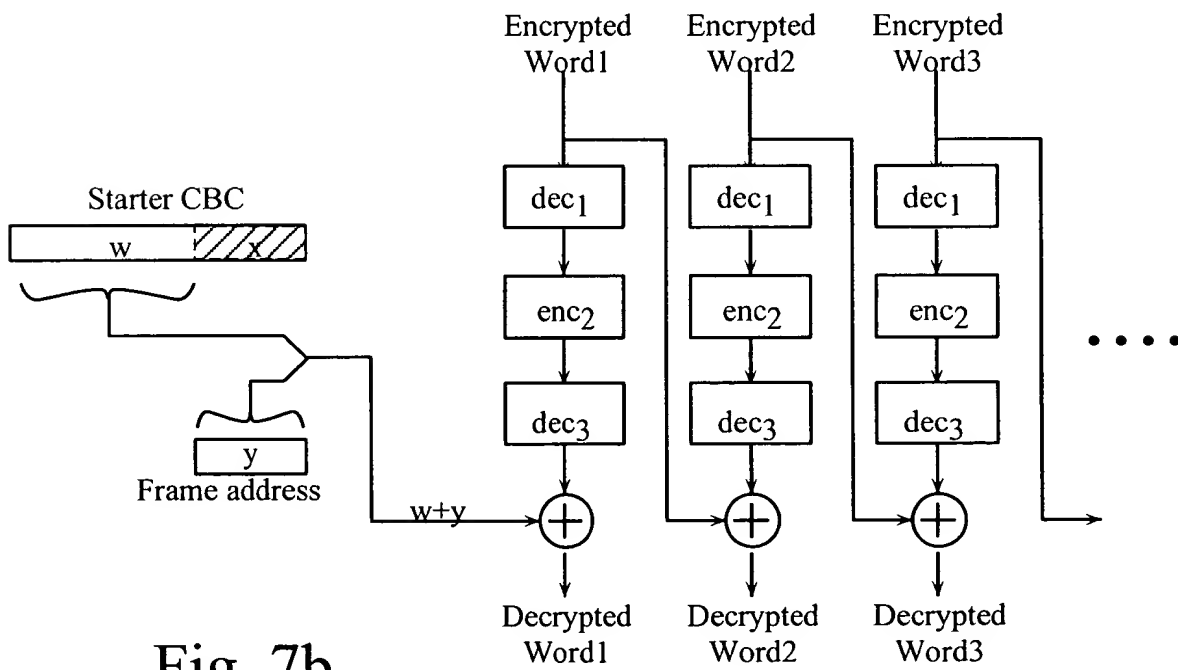 Encrypted
Word1
Encrypted
Word2
Encrypted
Word3
Starter CBC
w
x
dec1
dec1
dec1
enc2
enc2
enc2
dec3
dec3
dec3
y
Frame address
w+y
Decrypted
Word1
Decrypted
Word2
Decrypted
Word3
Fig. 7b